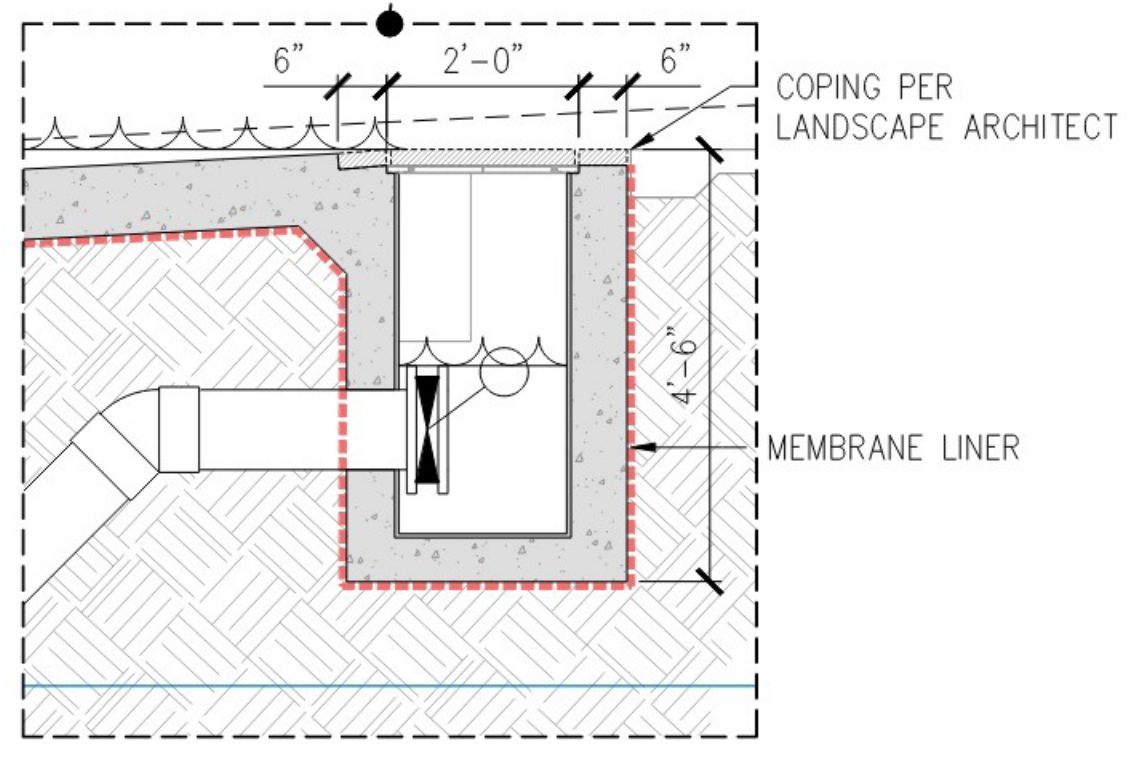 6” 2’-0” 6”
COPING PER
LANDSCAPE ARCHITECT
4’-6”
MEMBRANE LINER